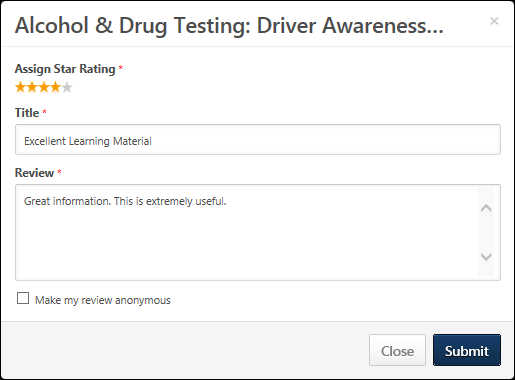 Alcohol & Drug Testing: Driver Awareness...
×
Assign Star Rating *
Title *
Excellent Learning Material
Review *
Great information. This is extremely useful.
Make my review anonymous
Close Submit